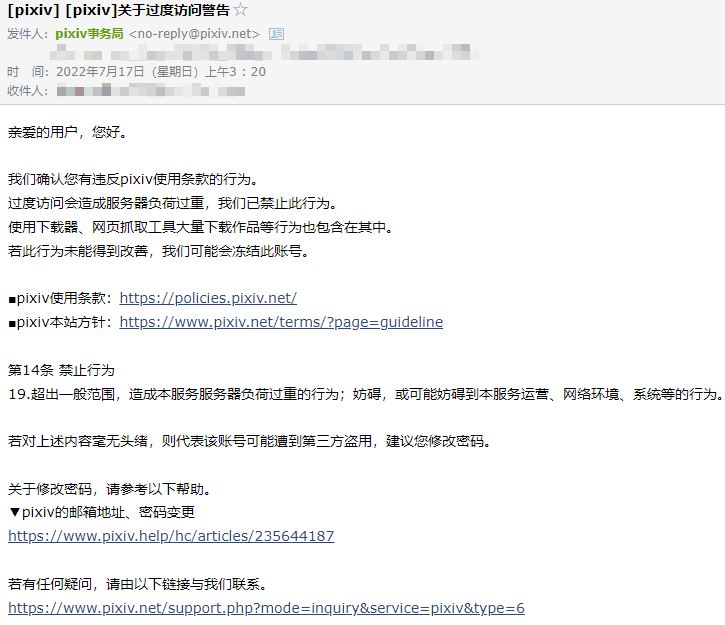 [pixiv] [pixiv]关于过度访问警告
发件人：pixiv事务局 <no-reply@pixiv.net>
时 间：2022年7月17日（星期日）上午3：20
收件人：
亲爱的用户，您好。
我们确认您有违反pixiv使用条款的行为。
过度访问会造成服务器负荷过重，我们已禁止此行为。
使用下载器、网页抓取工具大量下载作品等行为也包含在其中。
若此行为未能得到改善，我们可能会冻结此账号。
■pixiv使用条款：https://policies.pixiv.net/
■pixiv本站方针：https://www.pixiv.net/terms/?page=guideline
第14条 禁止行为
19.超出一般范围，造成本服务服务器负荷过重的行为；妨碍，或可能妨碍到本服务运营、网络环境、系统等的行为。
若对上述内容毫无头绪，则代表该账号可能遭到第三方盗用，建议您修改密码。
关于修改密码，请参考以下帮助。
▼pixiv的邮箱地址、密码变更
https://www.pixiv.help/hc/articles/235644187
若有任何疑问，请由以下链接与我们联系。
https://www.pixiv.net/support.php?mode=inquiry&service=pixiv&type=6